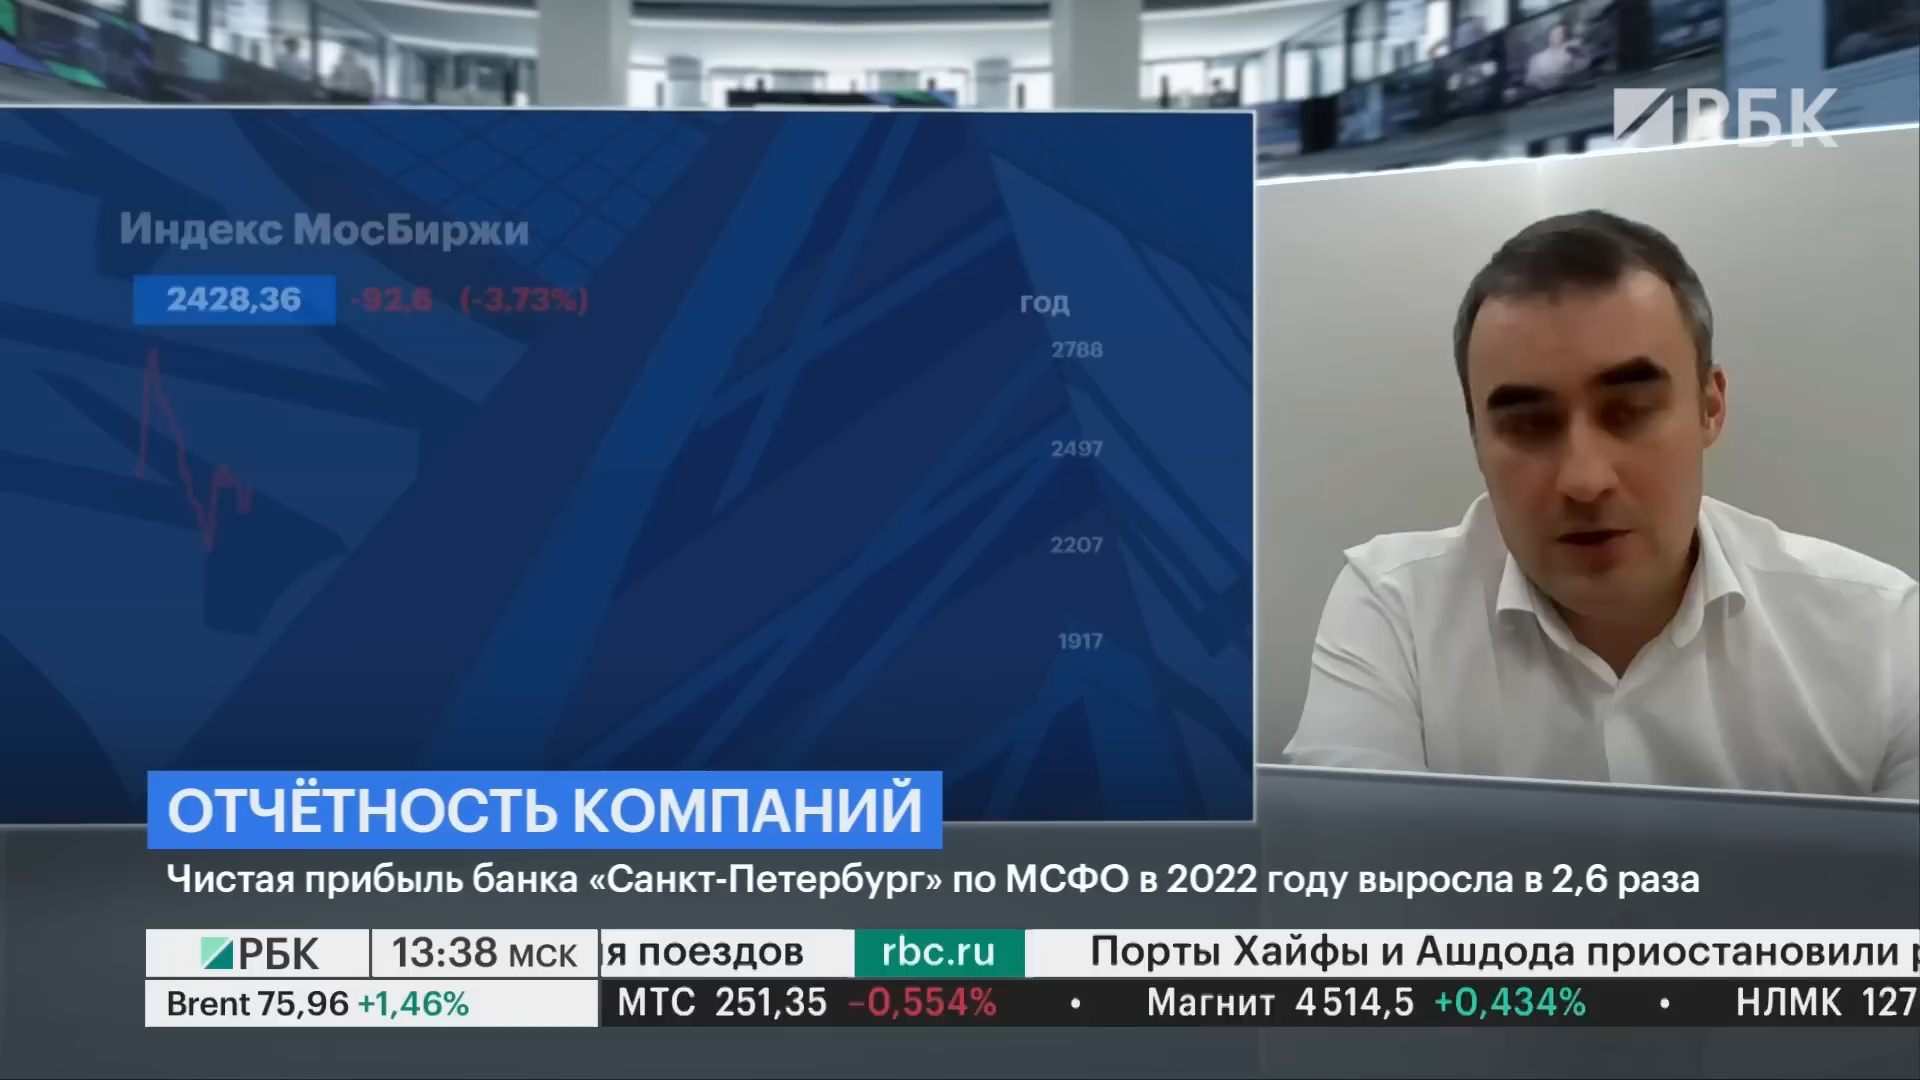 РБК
Индекс МосБиржи
2428,36 -92,6 (-3,73%)
год
2788
2497
2207
1917
ОТЧЁТНОСТЬ КОМПАНИЙ
Чистая прибыль банка «Санкт-Петербург» по МСФО в 2022 году выросла в 2,6 раза
РБК 13:38 МСК я поездов rbc.ru Порты Хайфы и Ашдода приостановили
Brent 75,96 +1,46% МТС 251,35 -0,554% • Магнит 4514,5 +0,434% • НЛМК 127